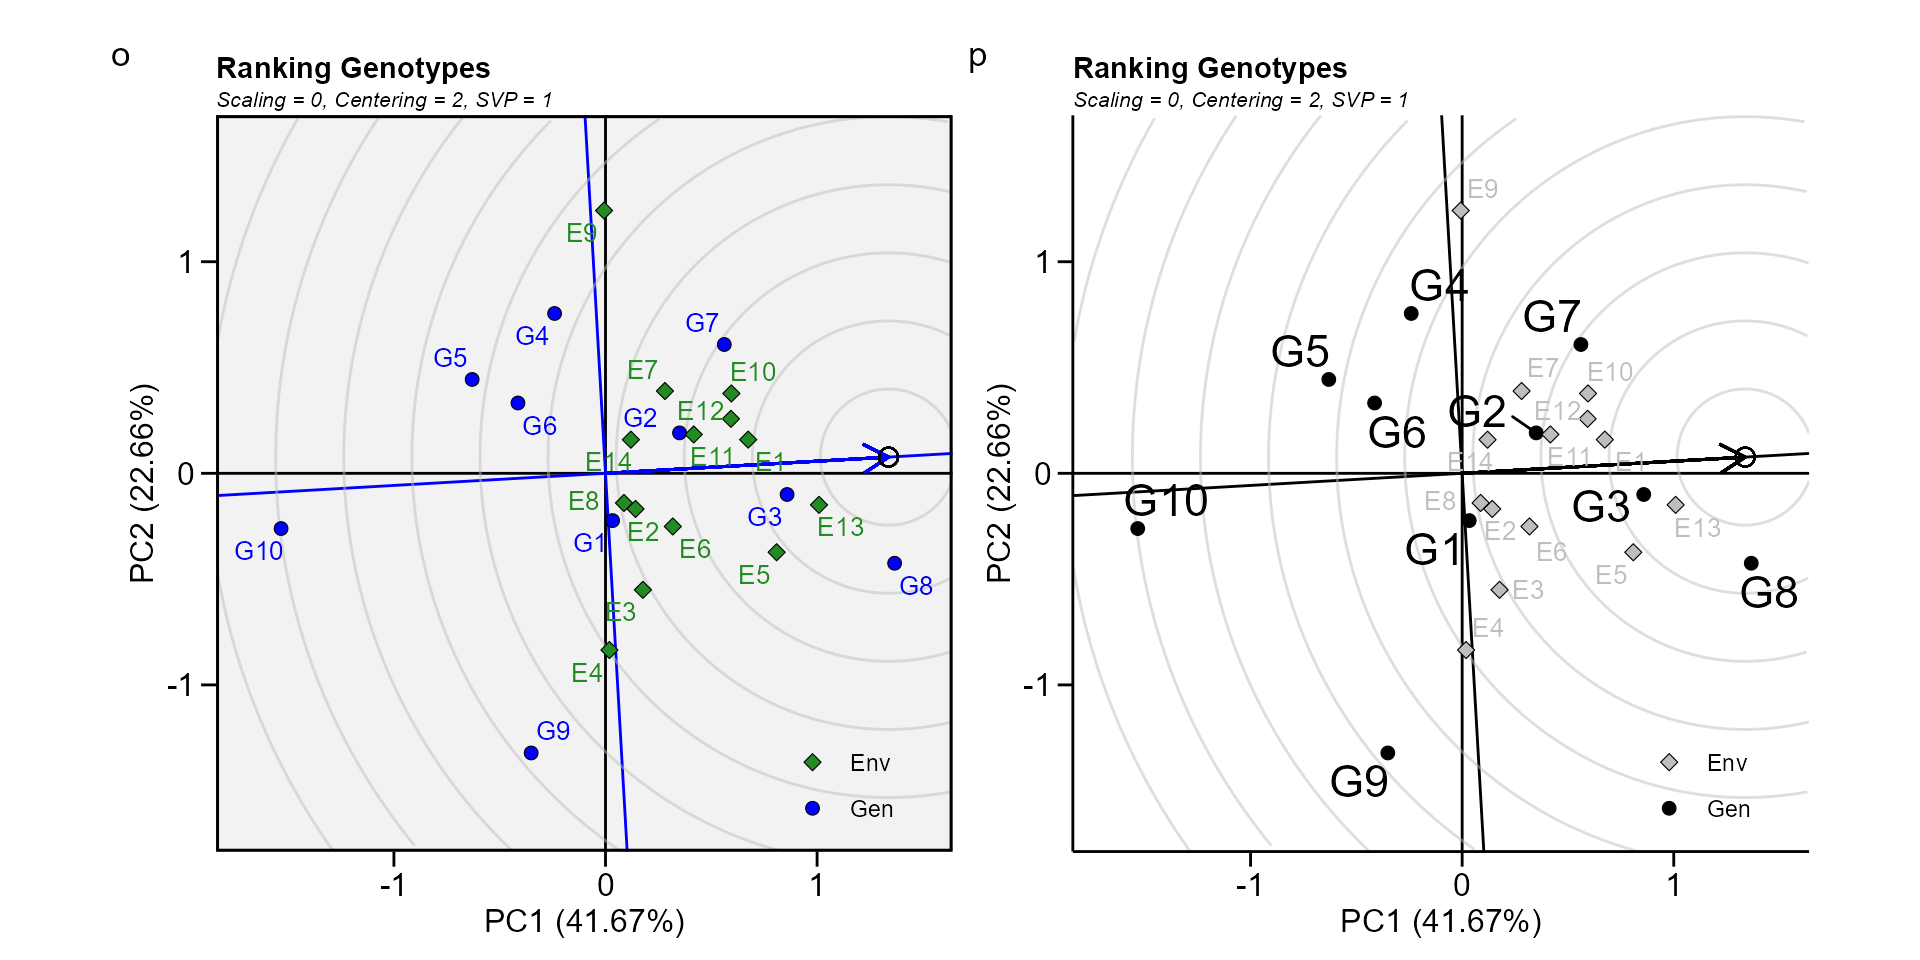 o
Ranking Genotypes
Scaling = 0, Centering = 2, SVP = 1
E9
1
G4
G7
G5
E7
E10
G2
E12
G6
E14
E11
E1
0
E8
G3
G1
E2
E13
G10
E6
E5
G8
E3
E4
-1
G9
Env
Gen
-1
0
1
PC1 (41.67%)
PC2 (22.66%)
p
Ranking Genotypes
Scaling = 0, Centering = 2, SVP = 1
E9
1
G4
G7
G5
E7
E10
G2
E12
G6
E14
E11
E1
0
G10
E8
G3
E2
E13
G1
E6
E5
E3
G8
E4
-1
G9
Env
Gen
-1
0
1
PC1 (41.67%)
PC2 (22.66%)